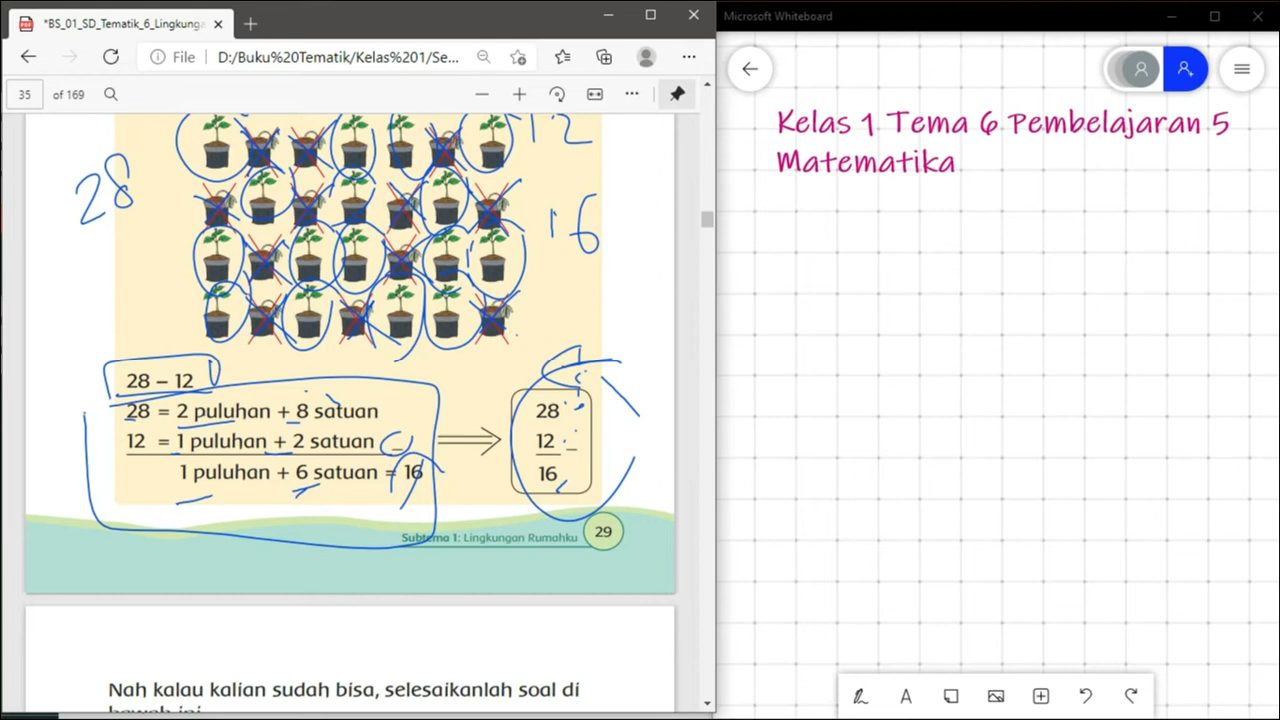 *BS_01_SD_Tematik_6_Lingkunga
Microsoft Whiteboard
File
D:/Buku%20Tematik/Kelas%201/Se...
35
of 169
12
28
16
28 – 12
28 = 2 puluhan + 8 satuan
12 = 1 puluhan + 2 satuan –
1 puluhan + 6 satuan = 16
28
12 –
16
Subtema 1: Lingkungan Rumahku
29
Nah kalau kalian sudah bisa, selesaikanlah soal di
bawah ini
Kelas 1 Tema 6 Pembelajaran 5
Matematika